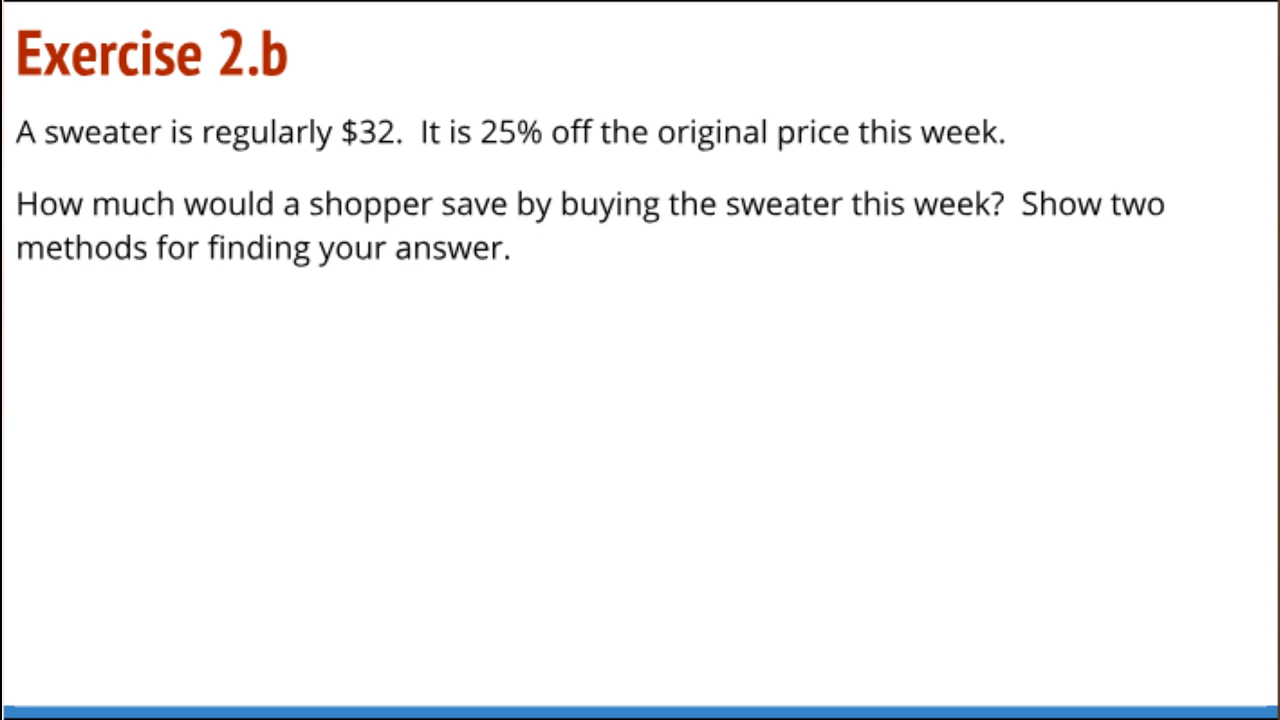 Exercise 2.b
A sweater is regularly $32.  It is 25% off the original price this week.
How much would a shopper save by buying the sweater this week?  Show two
methods for finding your answer.